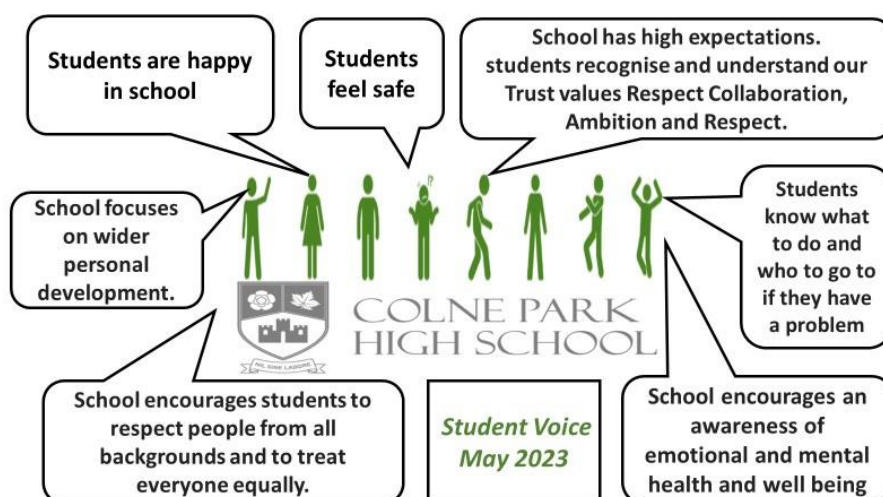 Students are happy
in school
Students
feel safe
School has high expectations.
students recognise and understand our
Trust values Respect Collaboration,
Ambition and Respect.
School focuses
on wider
personal
development.
!?
Students
know what
to do and
who to go to
if they have
a problem
COLNE PARK
HIGH SCHOOL
NIL SINE LABORE
School encourages students to
respect people from all
backgrounds and to treat
everyone equally.
Student Voice
May 2023
School encourages an
awareness of
emotional and mental
health and well being